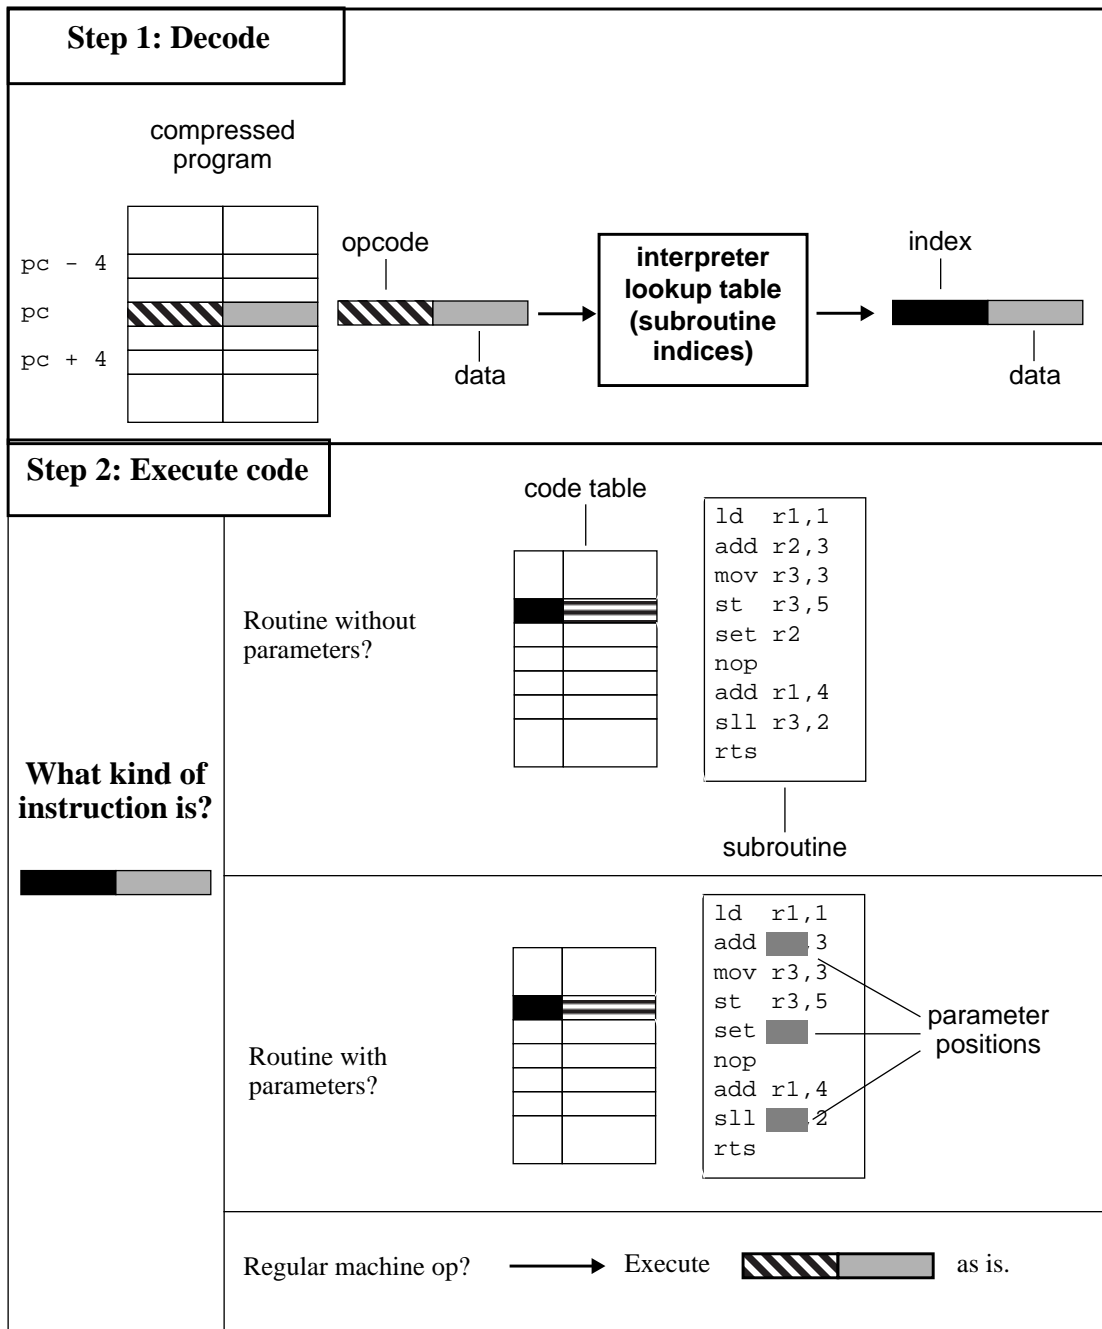 Step 1: Decode
compressed
program
pc - 4
pc
pc + 4
opcode
data
interpreter
lookup table
(subroutine
indices)
index
data
Step 2: Execute code
What kind of
instruction is?
Routine without
parameters?
code table
ld r1,1
add r2,3
mov r3,3
st r3,5
set r2
nop
add r1,4
sll r3,2
rts
subroutine
Routine with
parameters?
ld r1,1
add ,3
mov r3,3
st r3,5
set
nop
add r1,4
sll ,2
rts
parameter
positions
Regular machine op?
Execute
as is.